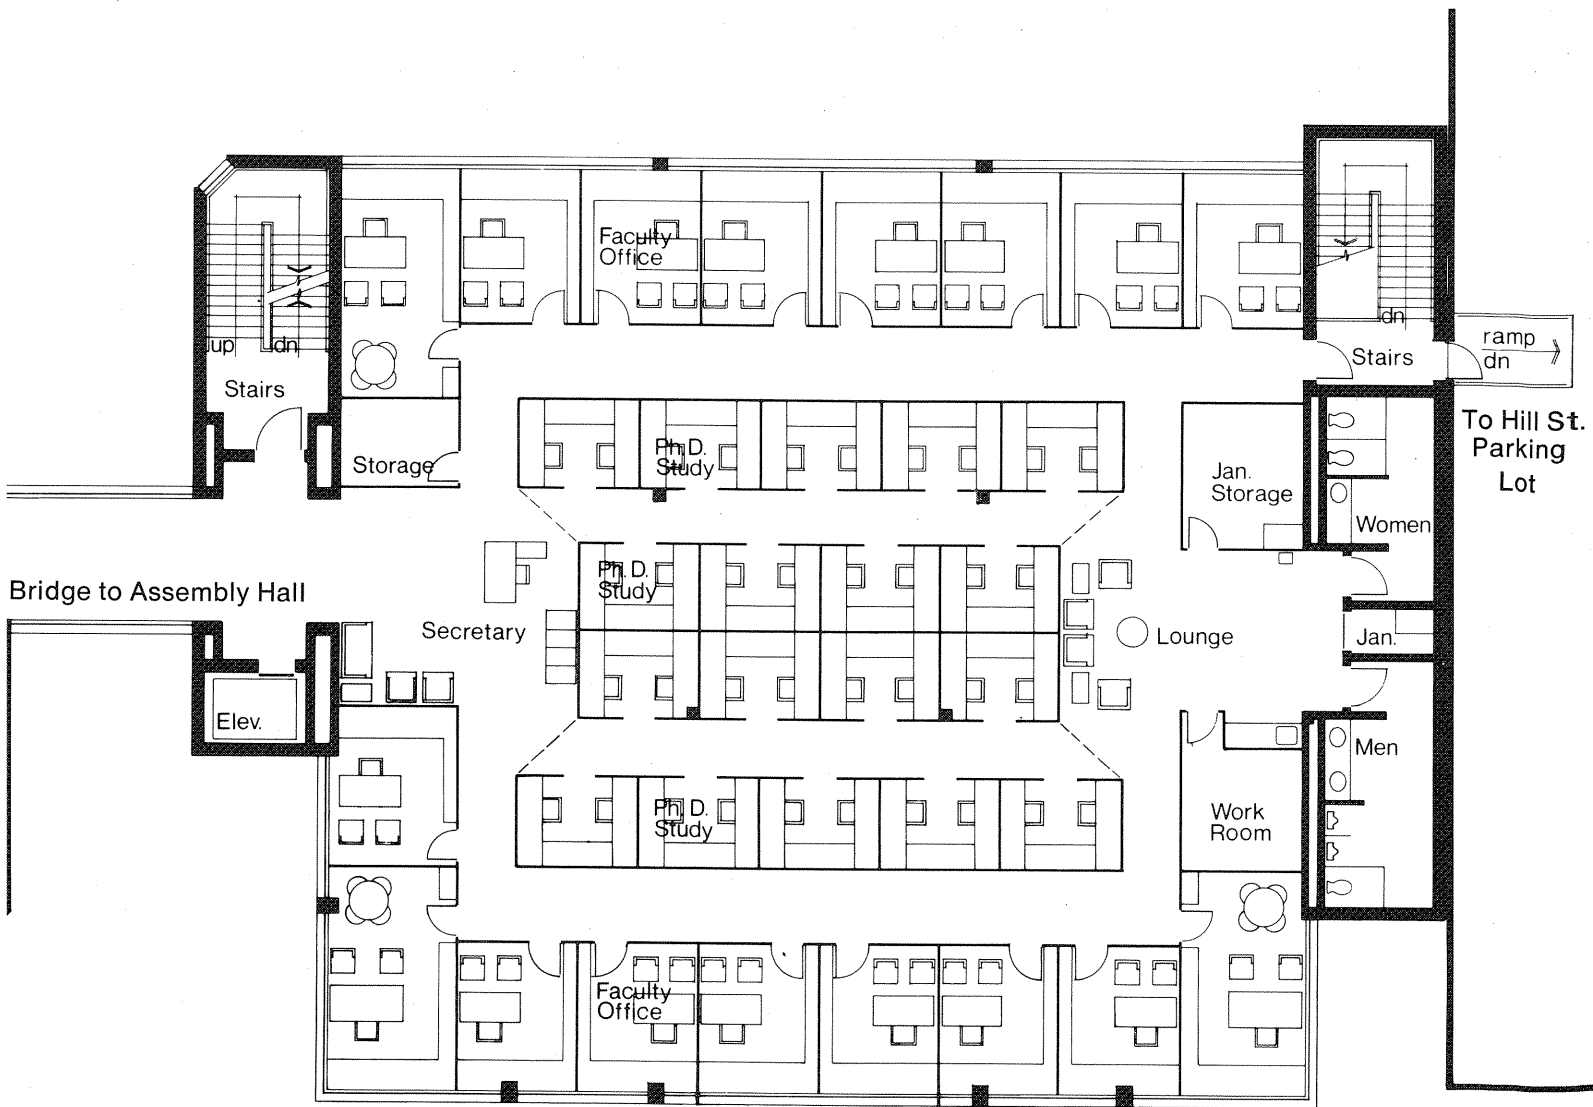 Faculty
Office
up
dn
Stairs
dn
Stairs
ramp
dn
To Hill St.
Parking
Lot
Storage
Ph. D.
Study
Jan.
Storage
Women
Ph. D.
Study
Bridge to Assembly Hall
Secretary
Lounge
Jan.
Elev.
Men
Ph. D.
Study
Work
Room
Faculty
Office